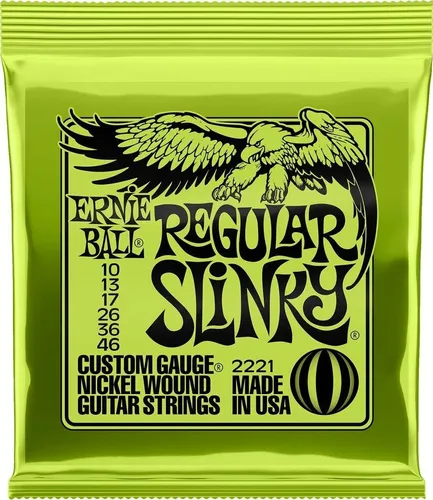 ERNIE BALL®
REGULAR
SLINKY
10
13
17
26
36
46
CUSTOM GAUGE®
NICKEL WOUND
GUITAR STRINGS
2221
MADE
IN USA